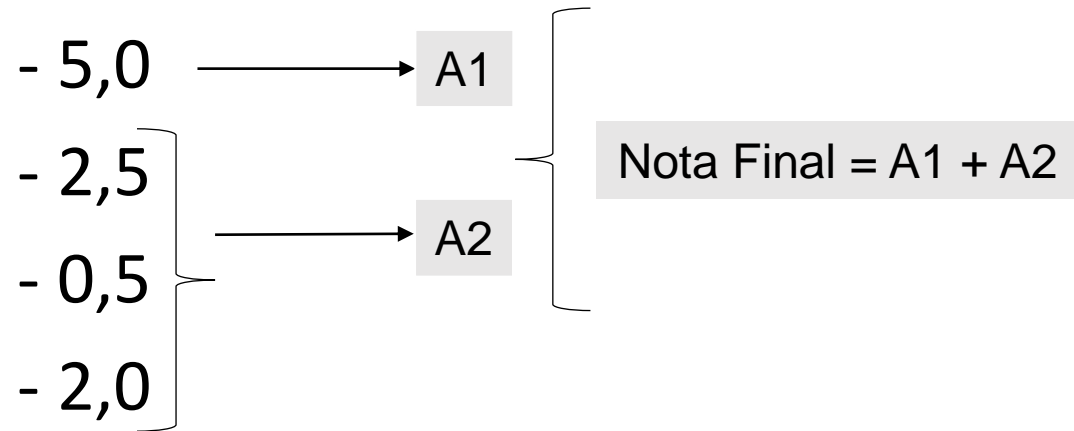 - 5,0
A1
- 2,5
- 0,5
- 2,0
A2
Nota Final = A1 + A2